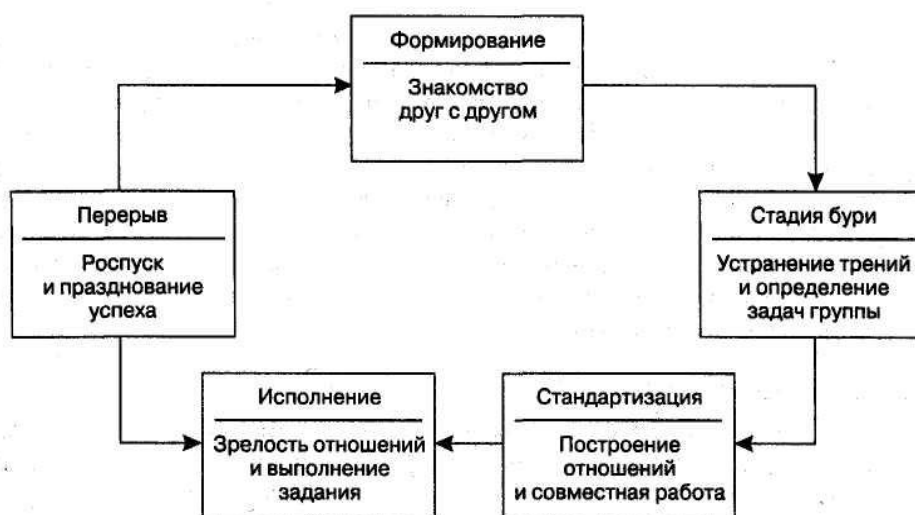 Формирование
Знакомство
друг с другом
Перерыв
Роспуск
и празднование
успеха
Стадия бури
Устранение трений
и определение
задач группы
Исполнение
Зрелость отношений
и выполнение
задания
Стандартизация
Построение
отношений
и совместная работа